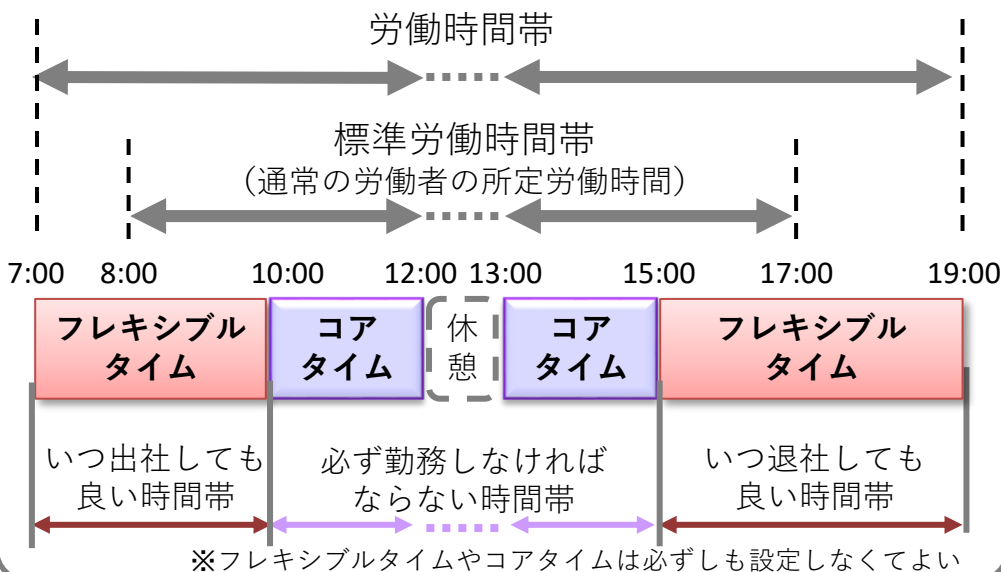 労働時間帯
標準労働時間帯
（通常の労働者の所定労働時間）
7:00 8:00 10:00 12:00 13:00 15:00 17:00 19:00
フレキシブル
タイム
コア
タイム
休
憩
コア
タイム
フレキシブル
タイム
いつ出社しても
良い時間帯
必ず勤務しなければ
ならない時間帯
いつ退社しても
良い時間帯
※フレキシブルタイムやコアタイムは必ずしも設定しなくてよい